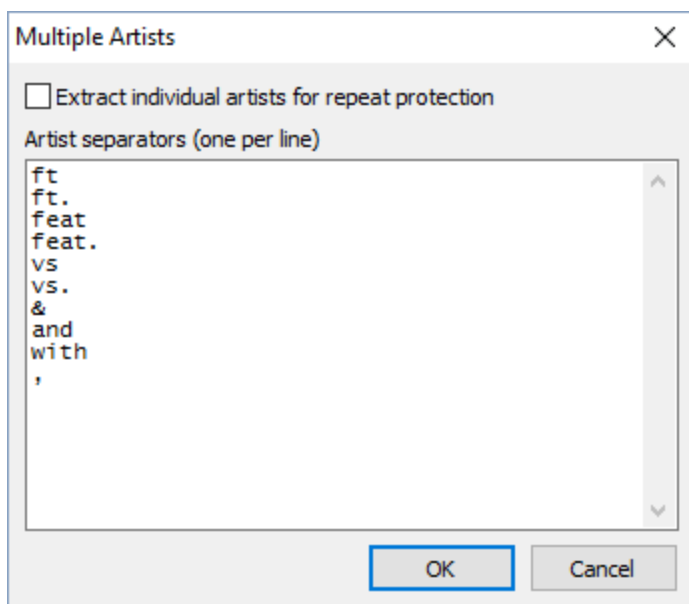 Multiple Artists
Extract individual artists for repeat protection
Artist separators (one per line)
ft
ft.
feat
feat.
vs
vs.
&
and
with
,
OK
Cancel